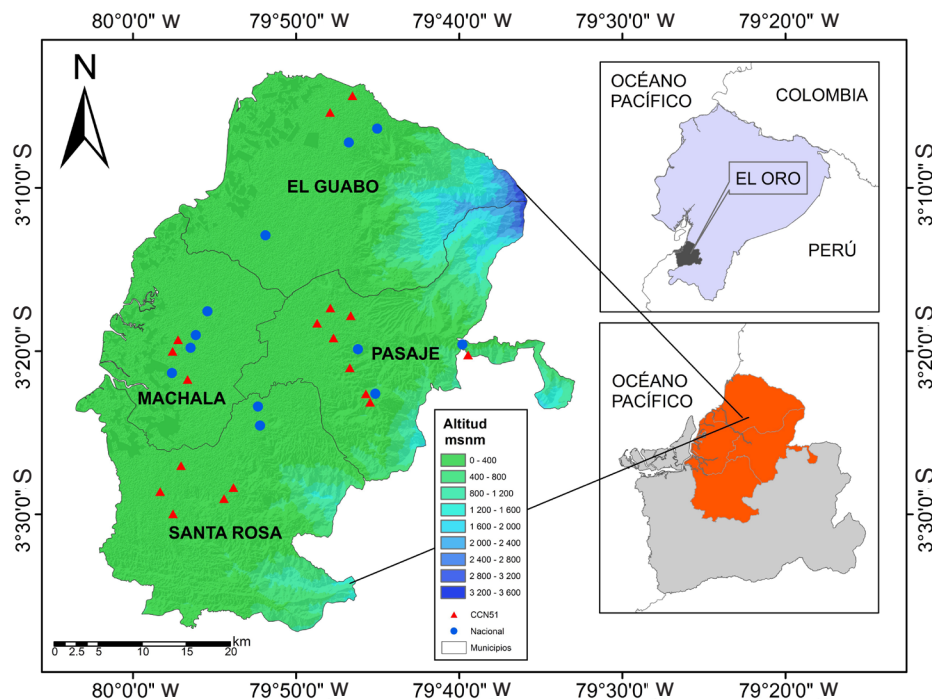 80°0'0" W 79°50'0" W 79°40'0" W 79°30'0" W 79°20'0" W
N
3°10'0" S
3°20'0" S
3°30'0" S
EL GUABO
PASAJE
MACHALA
SANTA ROSA
0 2.5 5 10 15 20 km
Altitud
msnm
0 - 400
400 - 800
800 - 1 200
1 200 - 1 600
1 600 - 2 000
2 000 - 2 400
2 400 - 2 800
2 800 - 3 200
3 200 - 3 600
CCN51
Nacional
Municipios
OCÉANO
PACÍFICO
COLOMBIA
EL ORO
PERÚ
OCÉANO
PACÍFICO
3°10'0" S
3°20'0" S
3°30'0" S
80°0'0" W 79°50'0" W 79°40'0" W 79°30'0" W 79°20'0" W